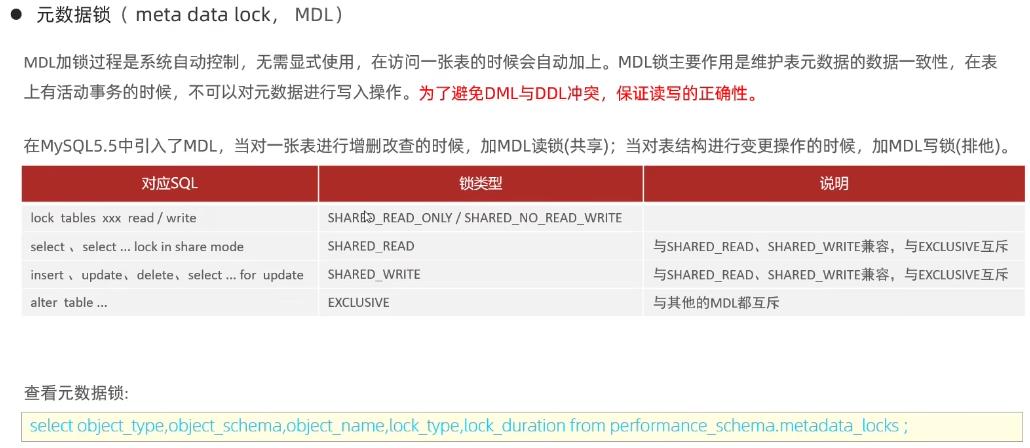 ● 元数据锁（ meta data lock， MDL）
MDL加锁过程是系统自动控制，无需显式使用，在访问一张表的时候会自动加上。MDL锁主要作用是维护表元数据的数据一致性，在表
上有活动事务的时候，不可以对元数据进行写入操作。为了避免DML与DDL冲突，保证读写的正确性。
在MySQL5.5中引入了MDL，当对一张表进行增删改查的时候，加MDL读锁(共享)；当对表结构进行变更操作的时候，加MDL写锁(排他)。
对应SQL 锁类型 说明
lock tables xxx read / write SHARED_READ_ONLY / SHARED_NO_READ_WRITE
select 、select ... lock in share mode SHARED_READ 与SHARED_READ、SHARED_WRITE兼容，与EXCLUSIVE互斥
insert 、update、delete、select ... for update SHARED_WRITE 与SHARED_READ、SHARED_WRITE兼容，与EXCLUSIVE互斥
alter table ... EXCLUSIVE 与其他的MDL都互斥
查看元数据锁:
select object_type,object_schema,object_name,lock_type,lock_duration from performance_schema.metadata_locks ;